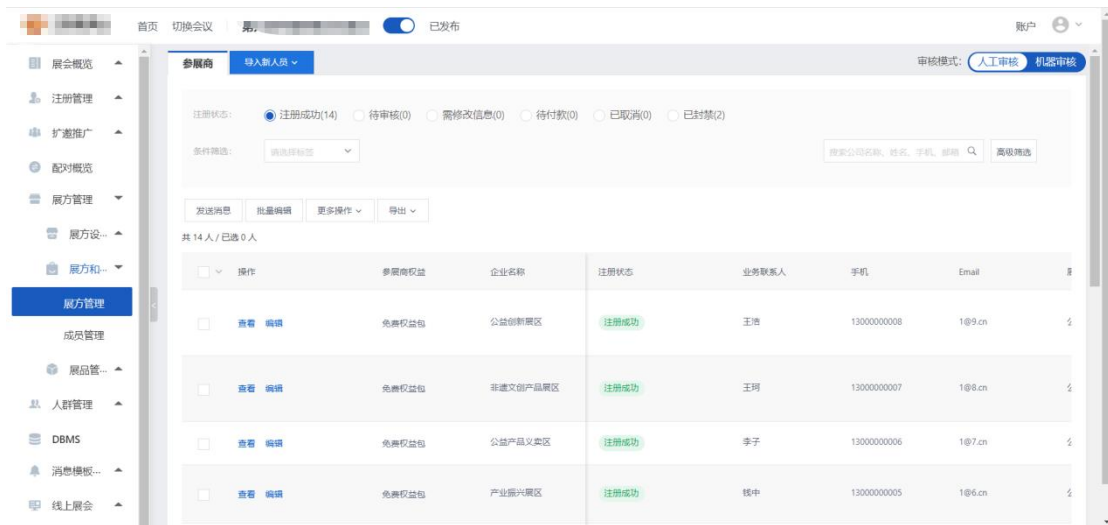 首页 切换会议 第 已发布 账户
展会概览
注册管理
扩邀推广
配对概览
展方管理
展方设...
展方和...
展方管理
成员管理
展品管...
人群管理
DBMS
消息模板...
线上展会
参展商 导入新人员 审核模式: 人工审核 机器审核
注册状态: 注册成功(14) 待审核(0) 需修改信息(0) 待付款(0) 已取消(0) 已封禁(2)
条件筛选: 请选择标签 搜索公司名称、姓名、手机、邮箱 高级筛选
发送消息 批量编辑 更多操作 导出
共 14 人 / 已选 0 人
操作 参展商权益 企业名称 注册状态 业务联系人 手机 Email
查看 编辑 免费权益包 公益创新展区 注册成功 王洁 13000000008 1@9.cn
查看 编辑 免费权益包 非遗文创产品展区 注册成功 王珂 13000000007 1@8.cn
查看 编辑 免费权益包 公益产品义卖区 注册成功 李子 13000000006 1@7.cn
查看 编辑 免费权益包 产业振兴展区 注册成功 钱中 13000000005 1@6.cn